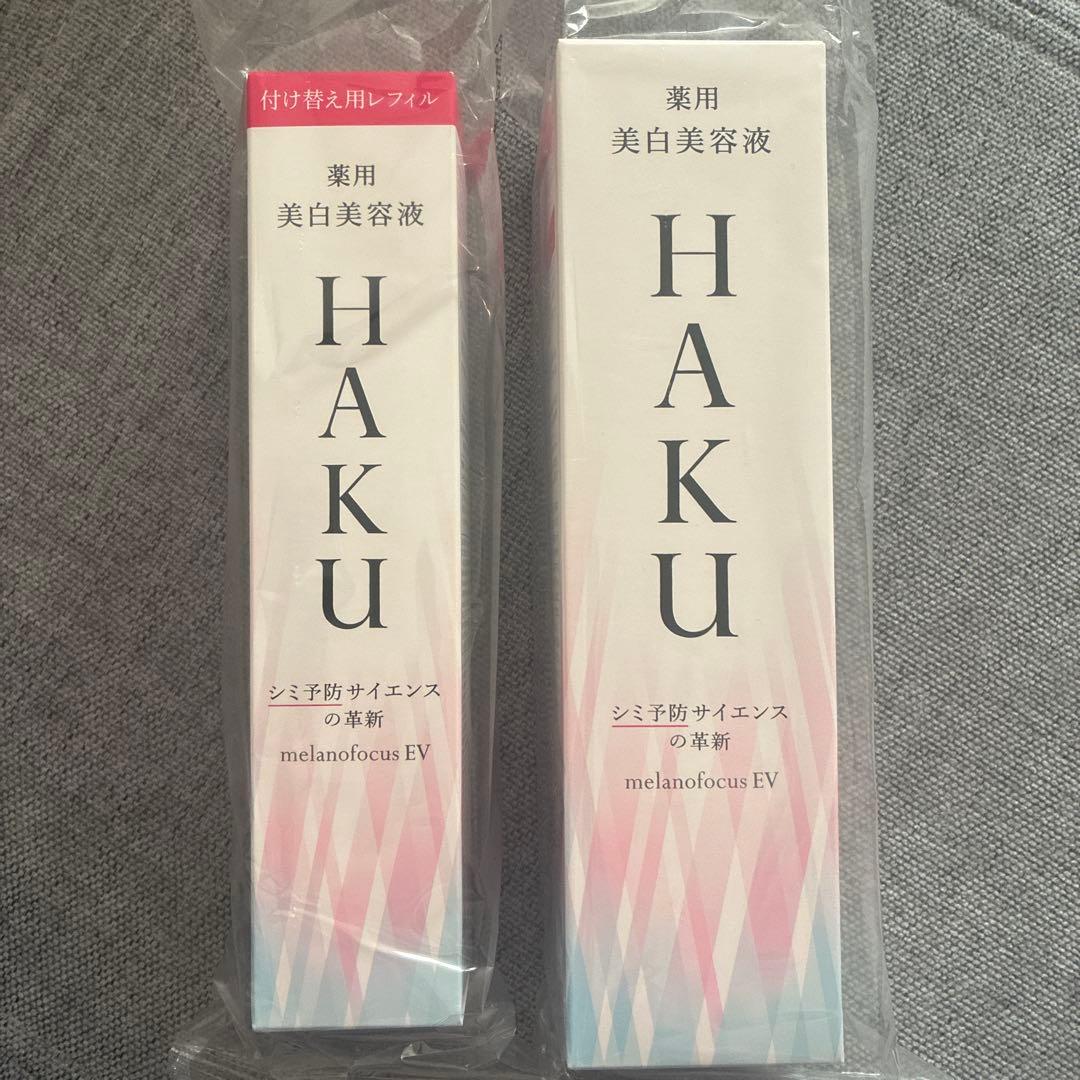 付け替え用レフィル
薬用
美白美容液
HAKU
シミ予防サイエンス
の革新
melanofocus EV
薬用
美白美容液
HAKU
シミ予防サイエンス
の革新
melanofocus EV